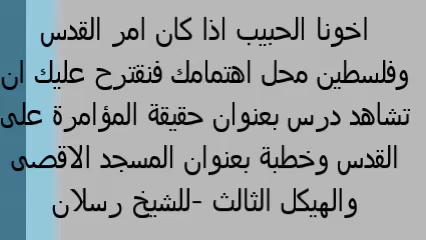 اخونا الحبيب اذا كان امر القدس
وفلسطين محل اهتمامك فنقترح عليك ان
تشاهد درس بعنوان حقيقة المؤامرة على
القدس وخطبة بعنوان المسجد الاقصى
والهيكل الثالث -للشيخ رسلان